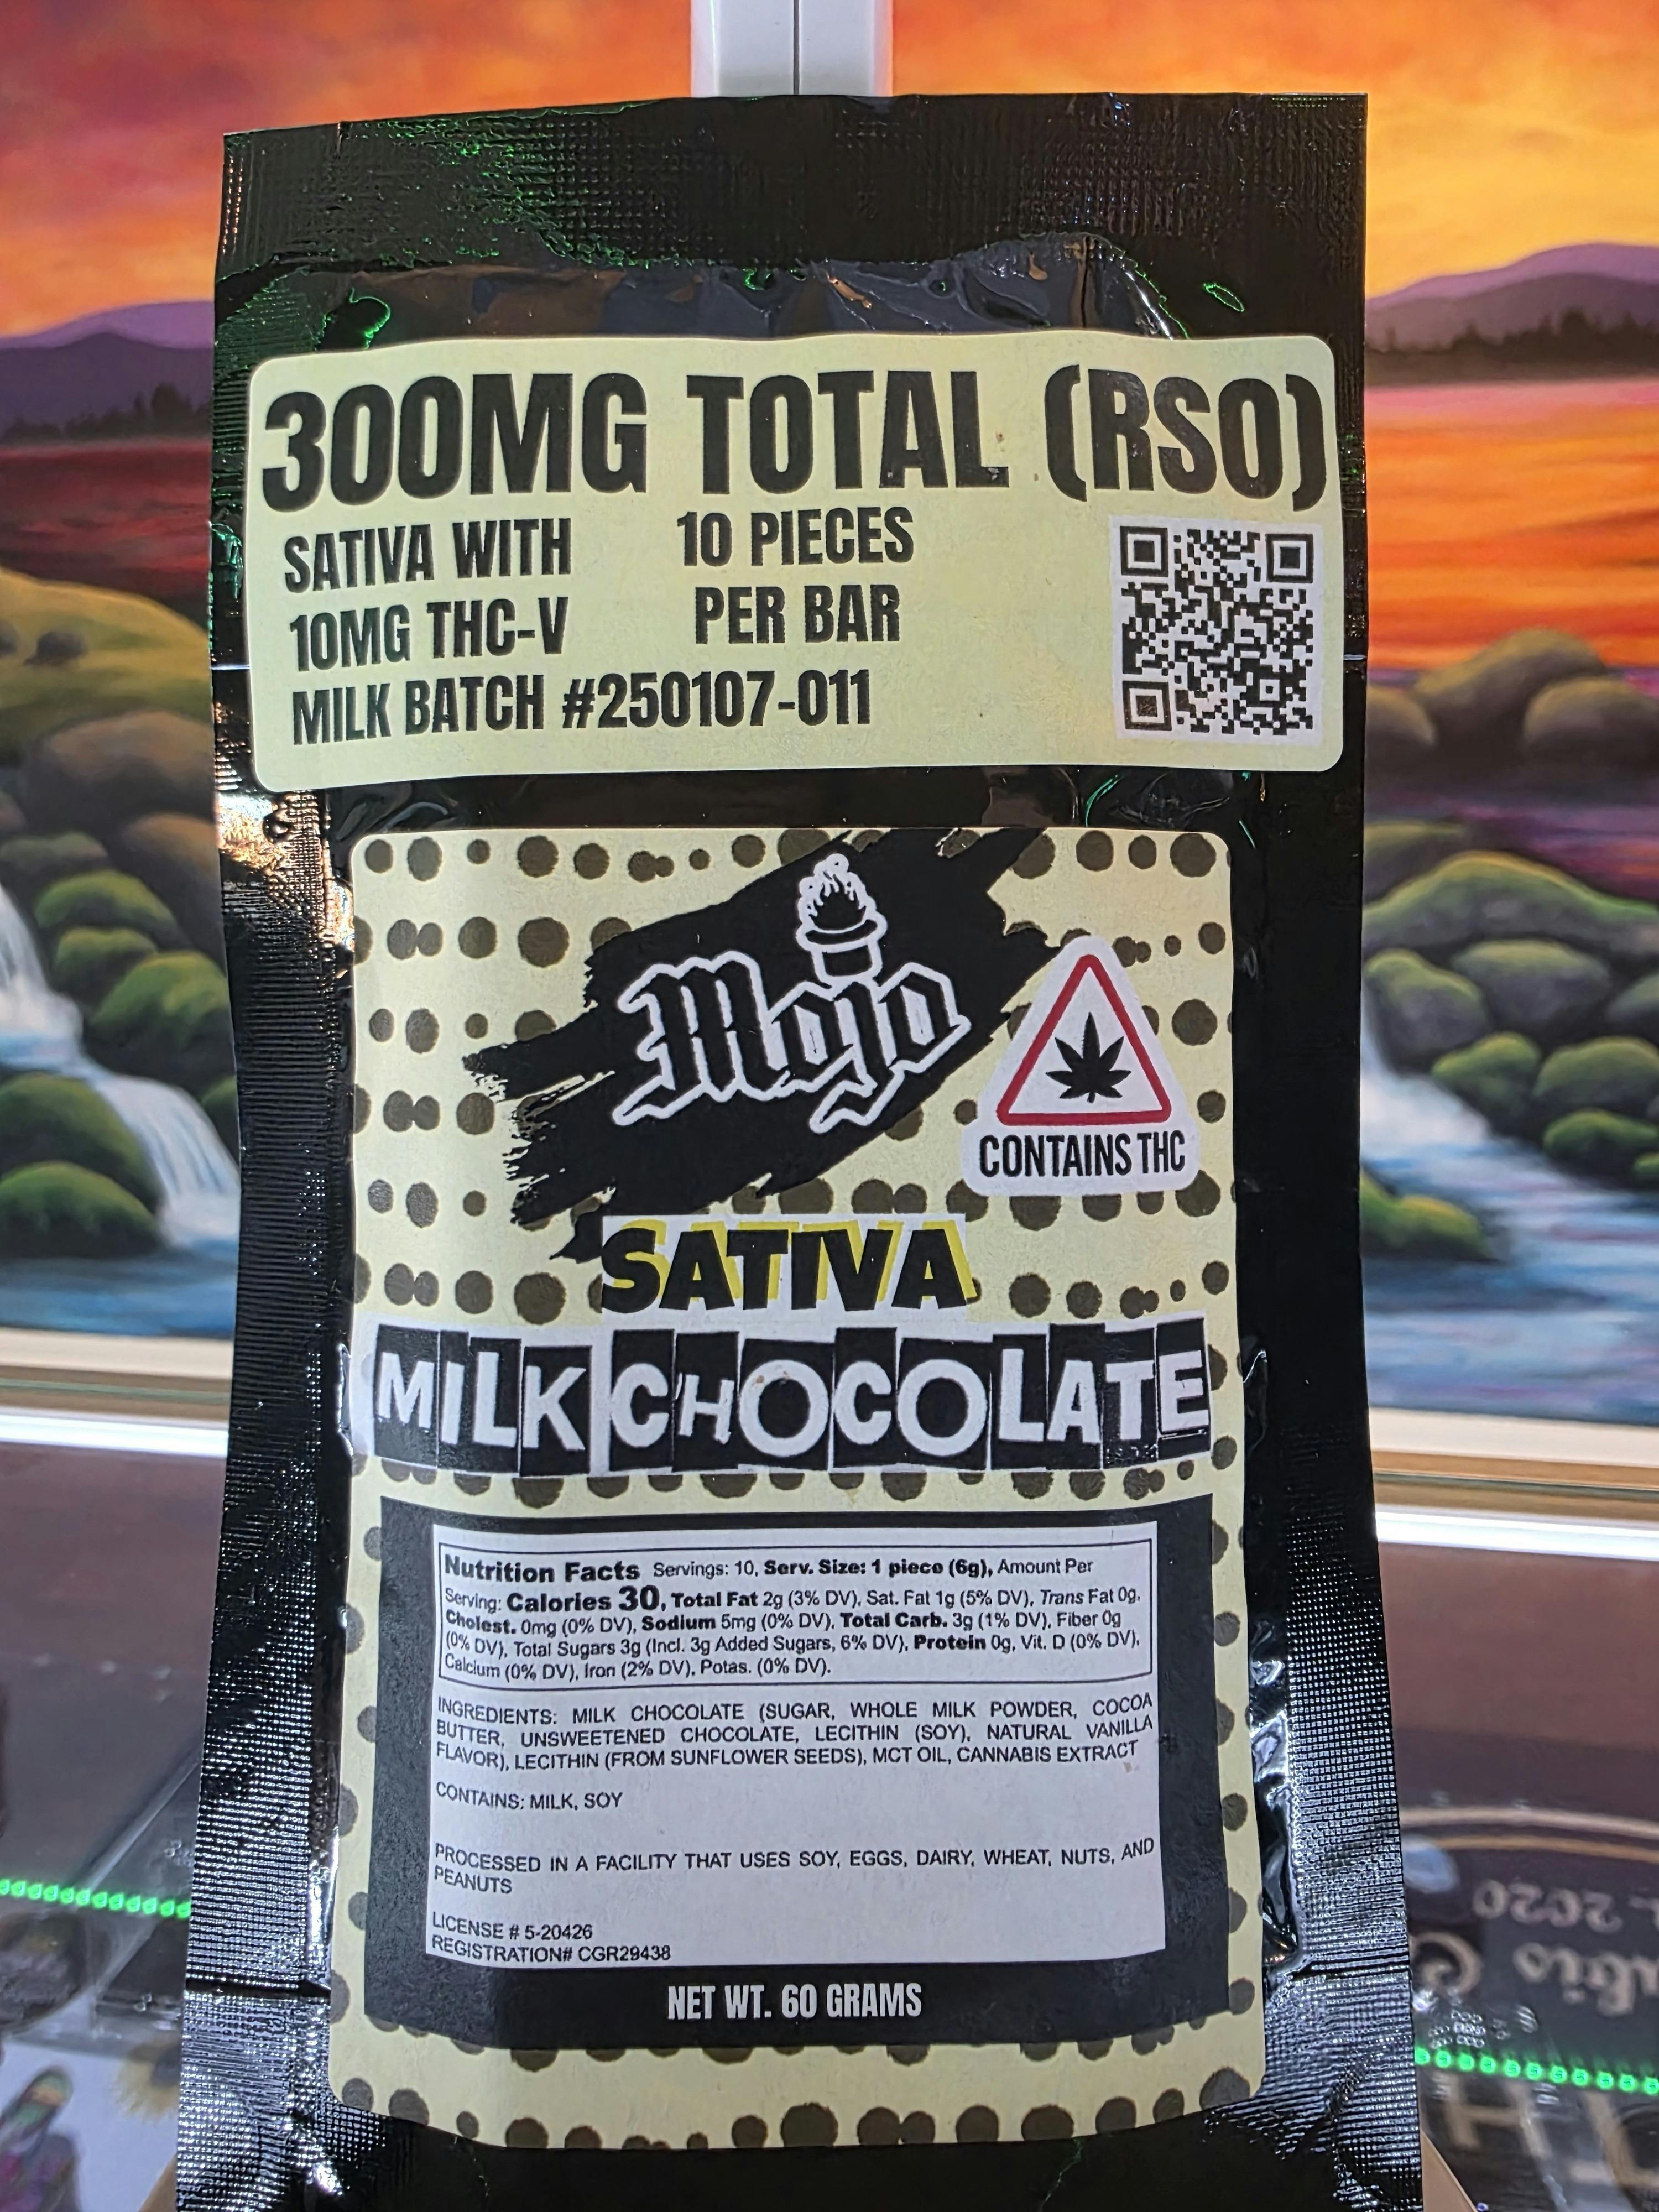 300MG TOTAL (RSO)
SATIVA WITH
10MG THC-V
10 PIECES
PER BAR
MILK BATCH #250107-011
Mojo
CONTAINS THC
SATIVA
MILK CHOCOLATE
Nutrition Facts Servings: 10, Serv. Size: 1 piece (6g), Amount Per
Serving: Calories 30, Total Fat 2g (3% DV), Sat. Fat 1g (5% DV), Trans Fat 0g,
Cholest. 0mg (0% DV), Sodium 5mg (0% DV), Total Carb. 3g (1% DV), Fiber 0g
(0% DV), Total Sugars 3g (Incl. 3g Added Sugars, 6% DV), Protein 0g, Vit. D (0% DV),
Calcium (0% DV), Iron (2% DV), Potas. (0% DV).
INGREDIENTS: MILK CHOCOLATE (SUGAR, WHOLE MILK POWDER, COCOA
BUTTER, UNSWEETENED CHOCOLATE, LECITHIN (SOY), NATURAL VANILLA
FLAVOR), LECITHIN (FROM SUNFLOWER SEEDS), MCT OIL, CANNABIS EXTRACT
CONTAINS: MILK, SOY
PROCESSED IN A FACILITY THAT USES SOY, EGGS, DAIRY, WHEAT, NUTS, AND
PEANUTS
LICENSE # 5-20426
REGISTRATION# CGR29438
NET WT. 60 GRAMS
2020